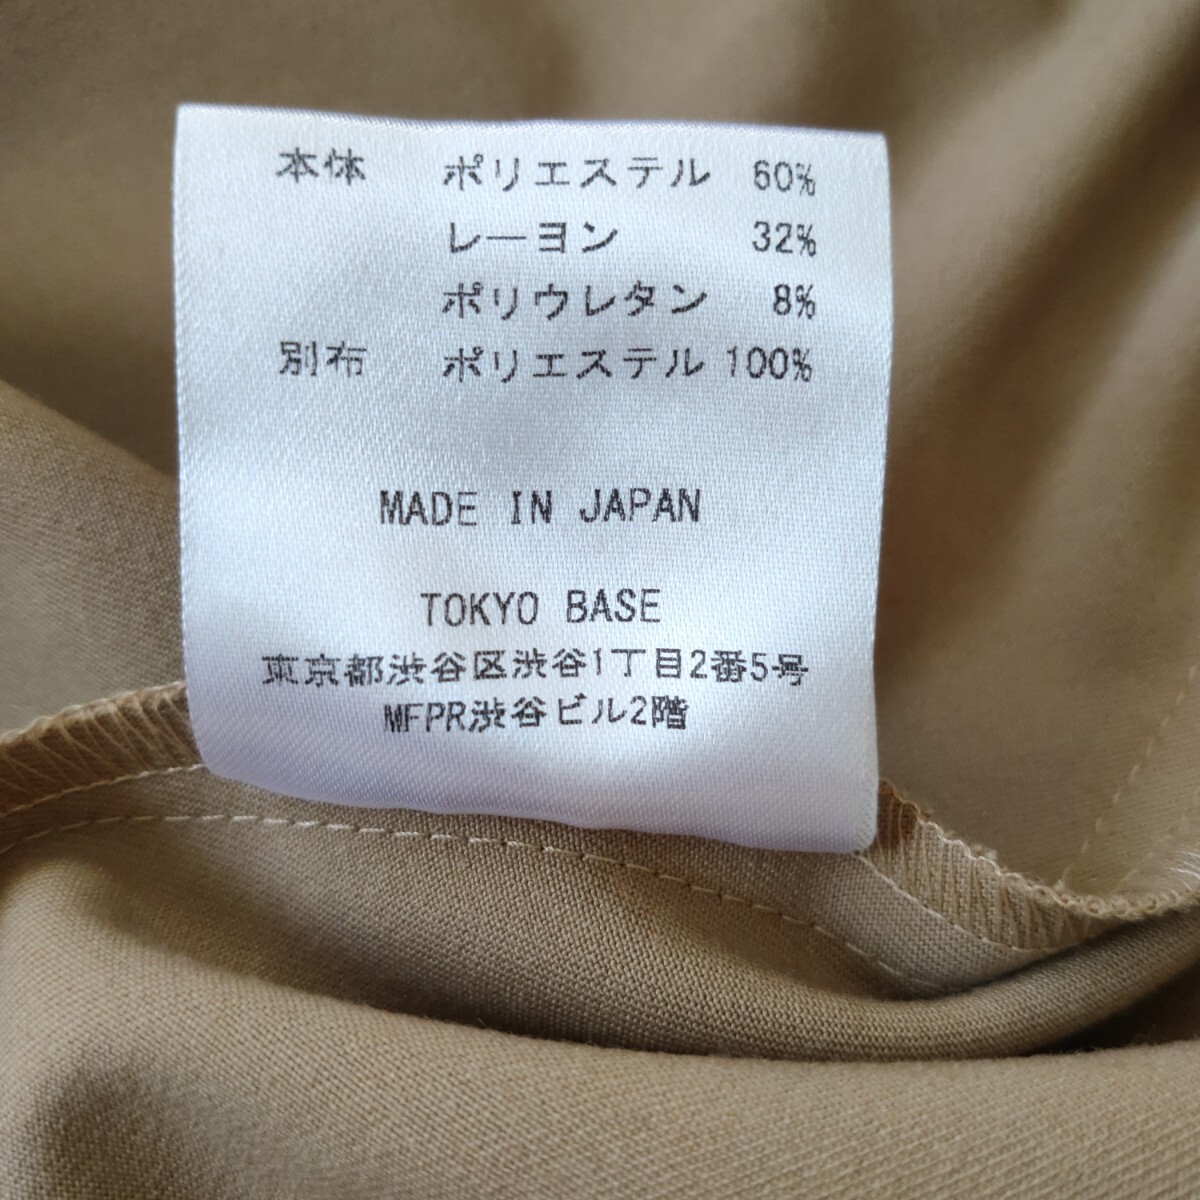 本体 ポリエステル 60%
レーヨン 32%
ポリウレタン 8%
別布 ポリエステル 100%
MADE IN JAPAN
TOKYO BASE
東京都渋谷区渋谷1丁目2番5号
MFPR渋谷ビル2階